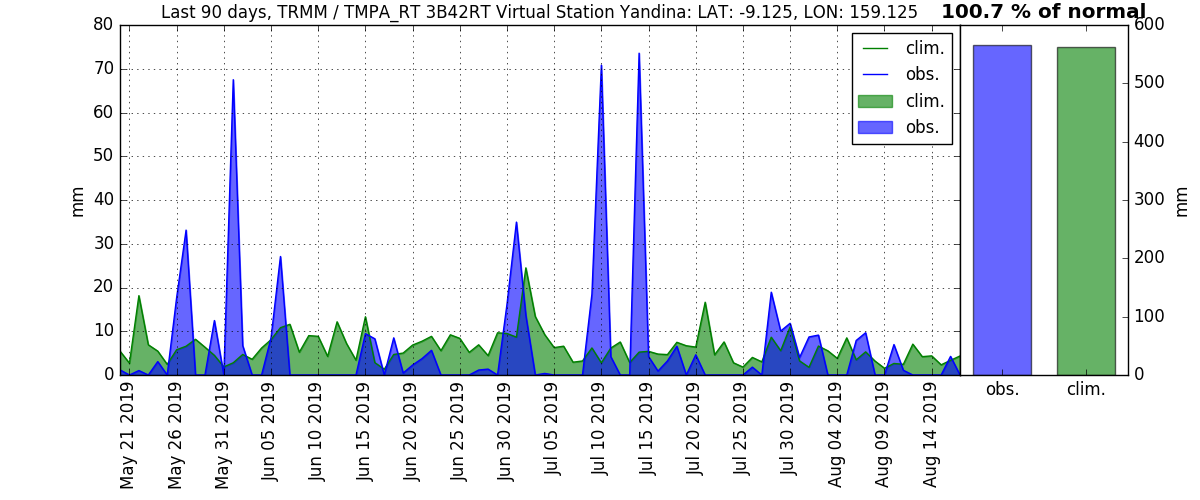 Last 90 days, TRMM / TMPA_RT 3B42RT Virtual Station Yandina: LAT: -9.125, LON: 159.125
100.7 % of normal
80
70
60
50
40
30
20
10
0
mm
clim.
obs.
clim.
obs.
600
500
400
300
200
100
0
mm
May 21 2019
May 26 2019
May 31 2019
Jun 05 2019
Jun 10 2019
Jun 15 2019
Jun 20 2019
Jun 25 2019
Jun 30 2019
Jul 05 2019
Jul 10 2019
Jul 15 2019
Jul 20 2019
Jul 25 2019
Jul 30 2019
Aug 04 2019
Aug 09 2019
Aug 14 2019
obs.
clim.